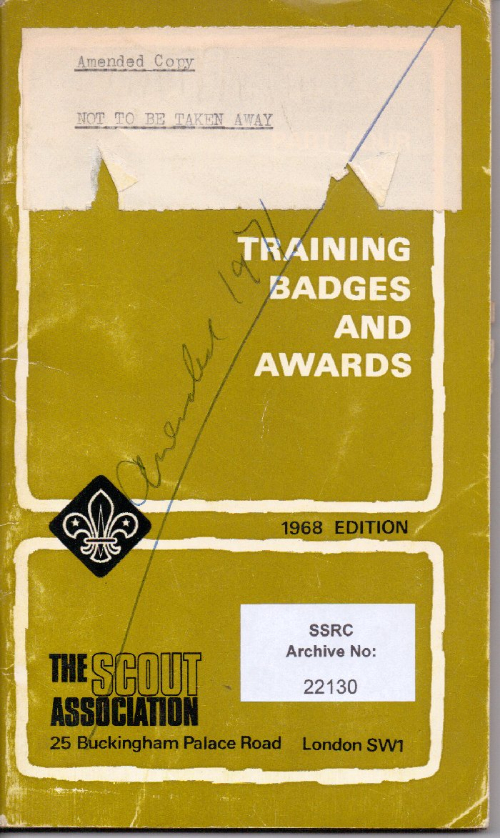 Amended Copy
NOT TO BE TAKEN AWAY
TRAINING
BADGES
AND
AWARDS
Amended 1971
1968 EDITION
SSRC
Archive No:
22130
THE SCOUT
ASSOCIATION
25 Buckingham Palace Road London SW1